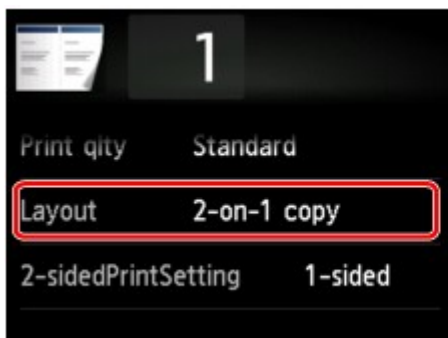 1
Print qlty Standard
Layout 2-on-1 copy
2-sidedPrintSetting 1-sided